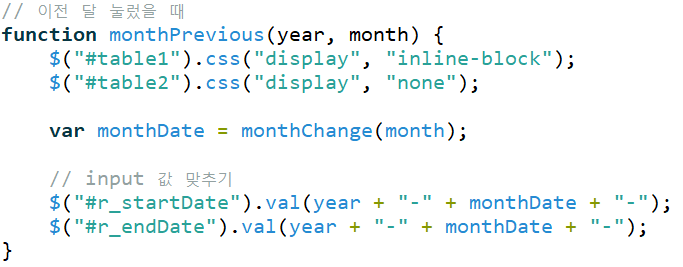 // 이전 달 눌렀을 때
function monthPrevious(year, month) {
    $("#table1").css("display", "inline-block");
    $("#table2").css("display", "none");

    var monthDate = monthChange(month);

    // input 값 맞추기
    $("#r_startDate").val(year + "-" + monthDate + "-");
    $("#r_endDate").val(year + "-" + monthDate + "-");
}